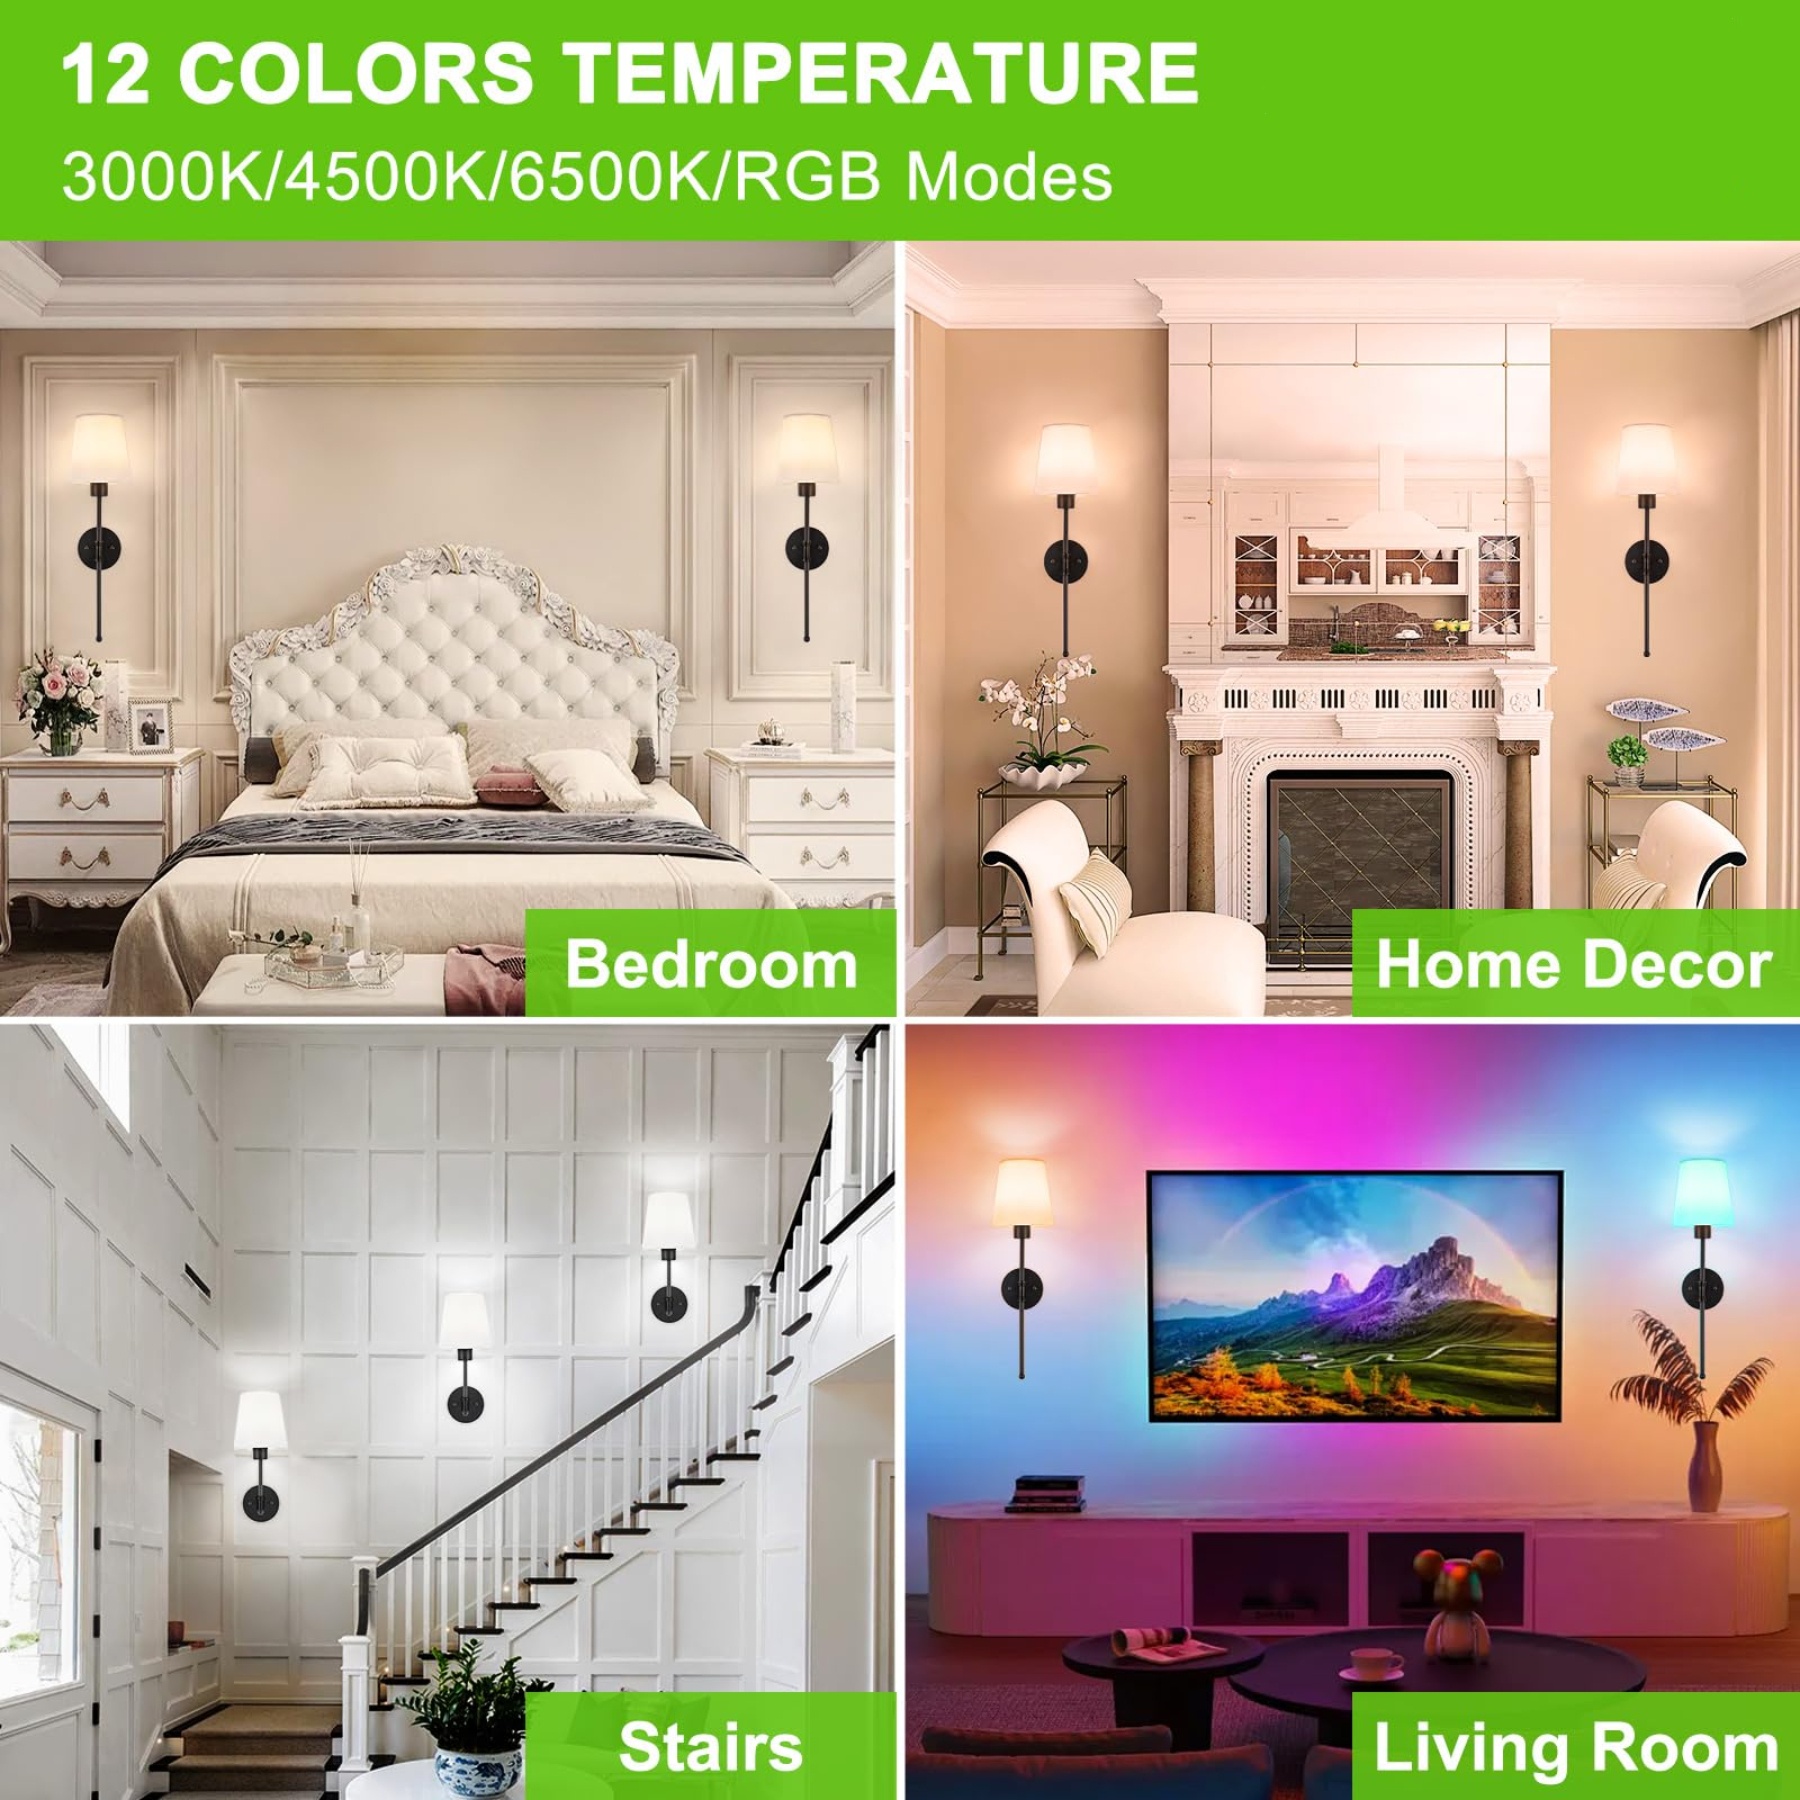 12 COLORS TEMPERATURE
3000K/4500K/6500K/RGB Modes
Bedroom
Home Decor
Stairs
Living Room